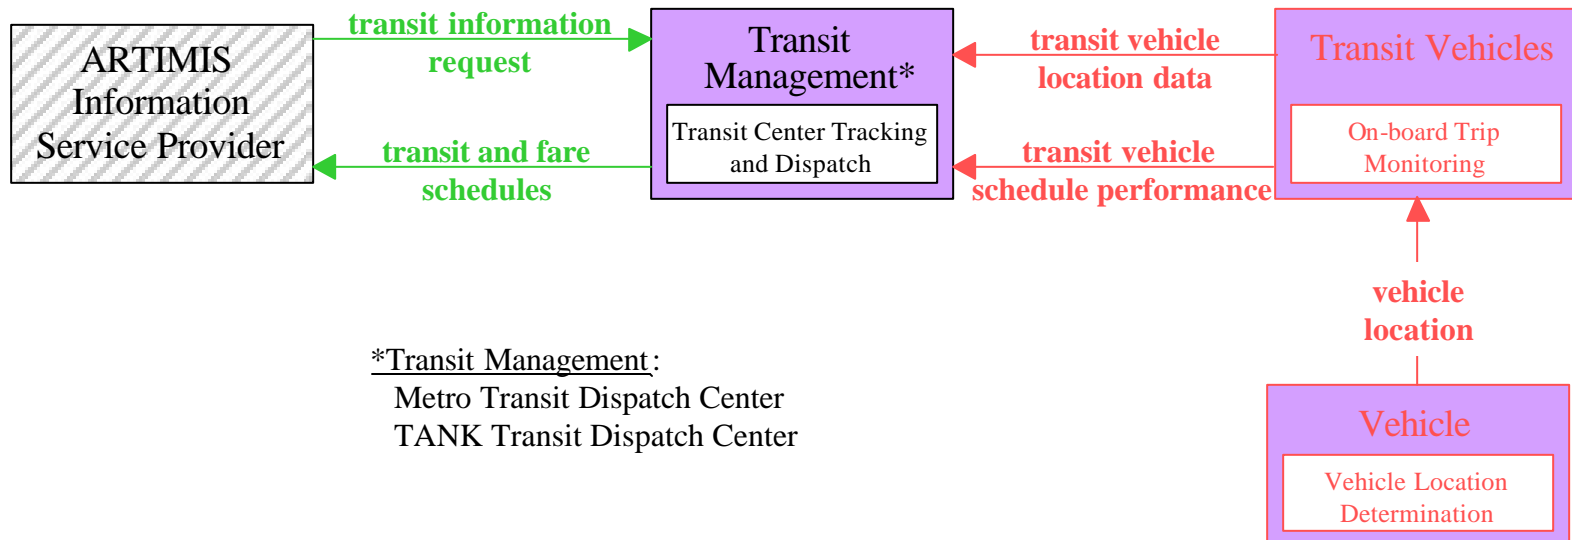 ARTIMIS
Information
Service Provider
transit information
request
transit and fare
schedules
Transit
Management*
Transit Center Tracking
and Dispatch
transit vehicle
location data
transit vehicle
schedule performance
Transit Vehicles
On-board Trip
Monitoring
vehicle
location
Vehicle
Vehicle Location
Determination
*Transit Management:
Metro Transit Dispatch Center
TANK Transit Dispatch Center